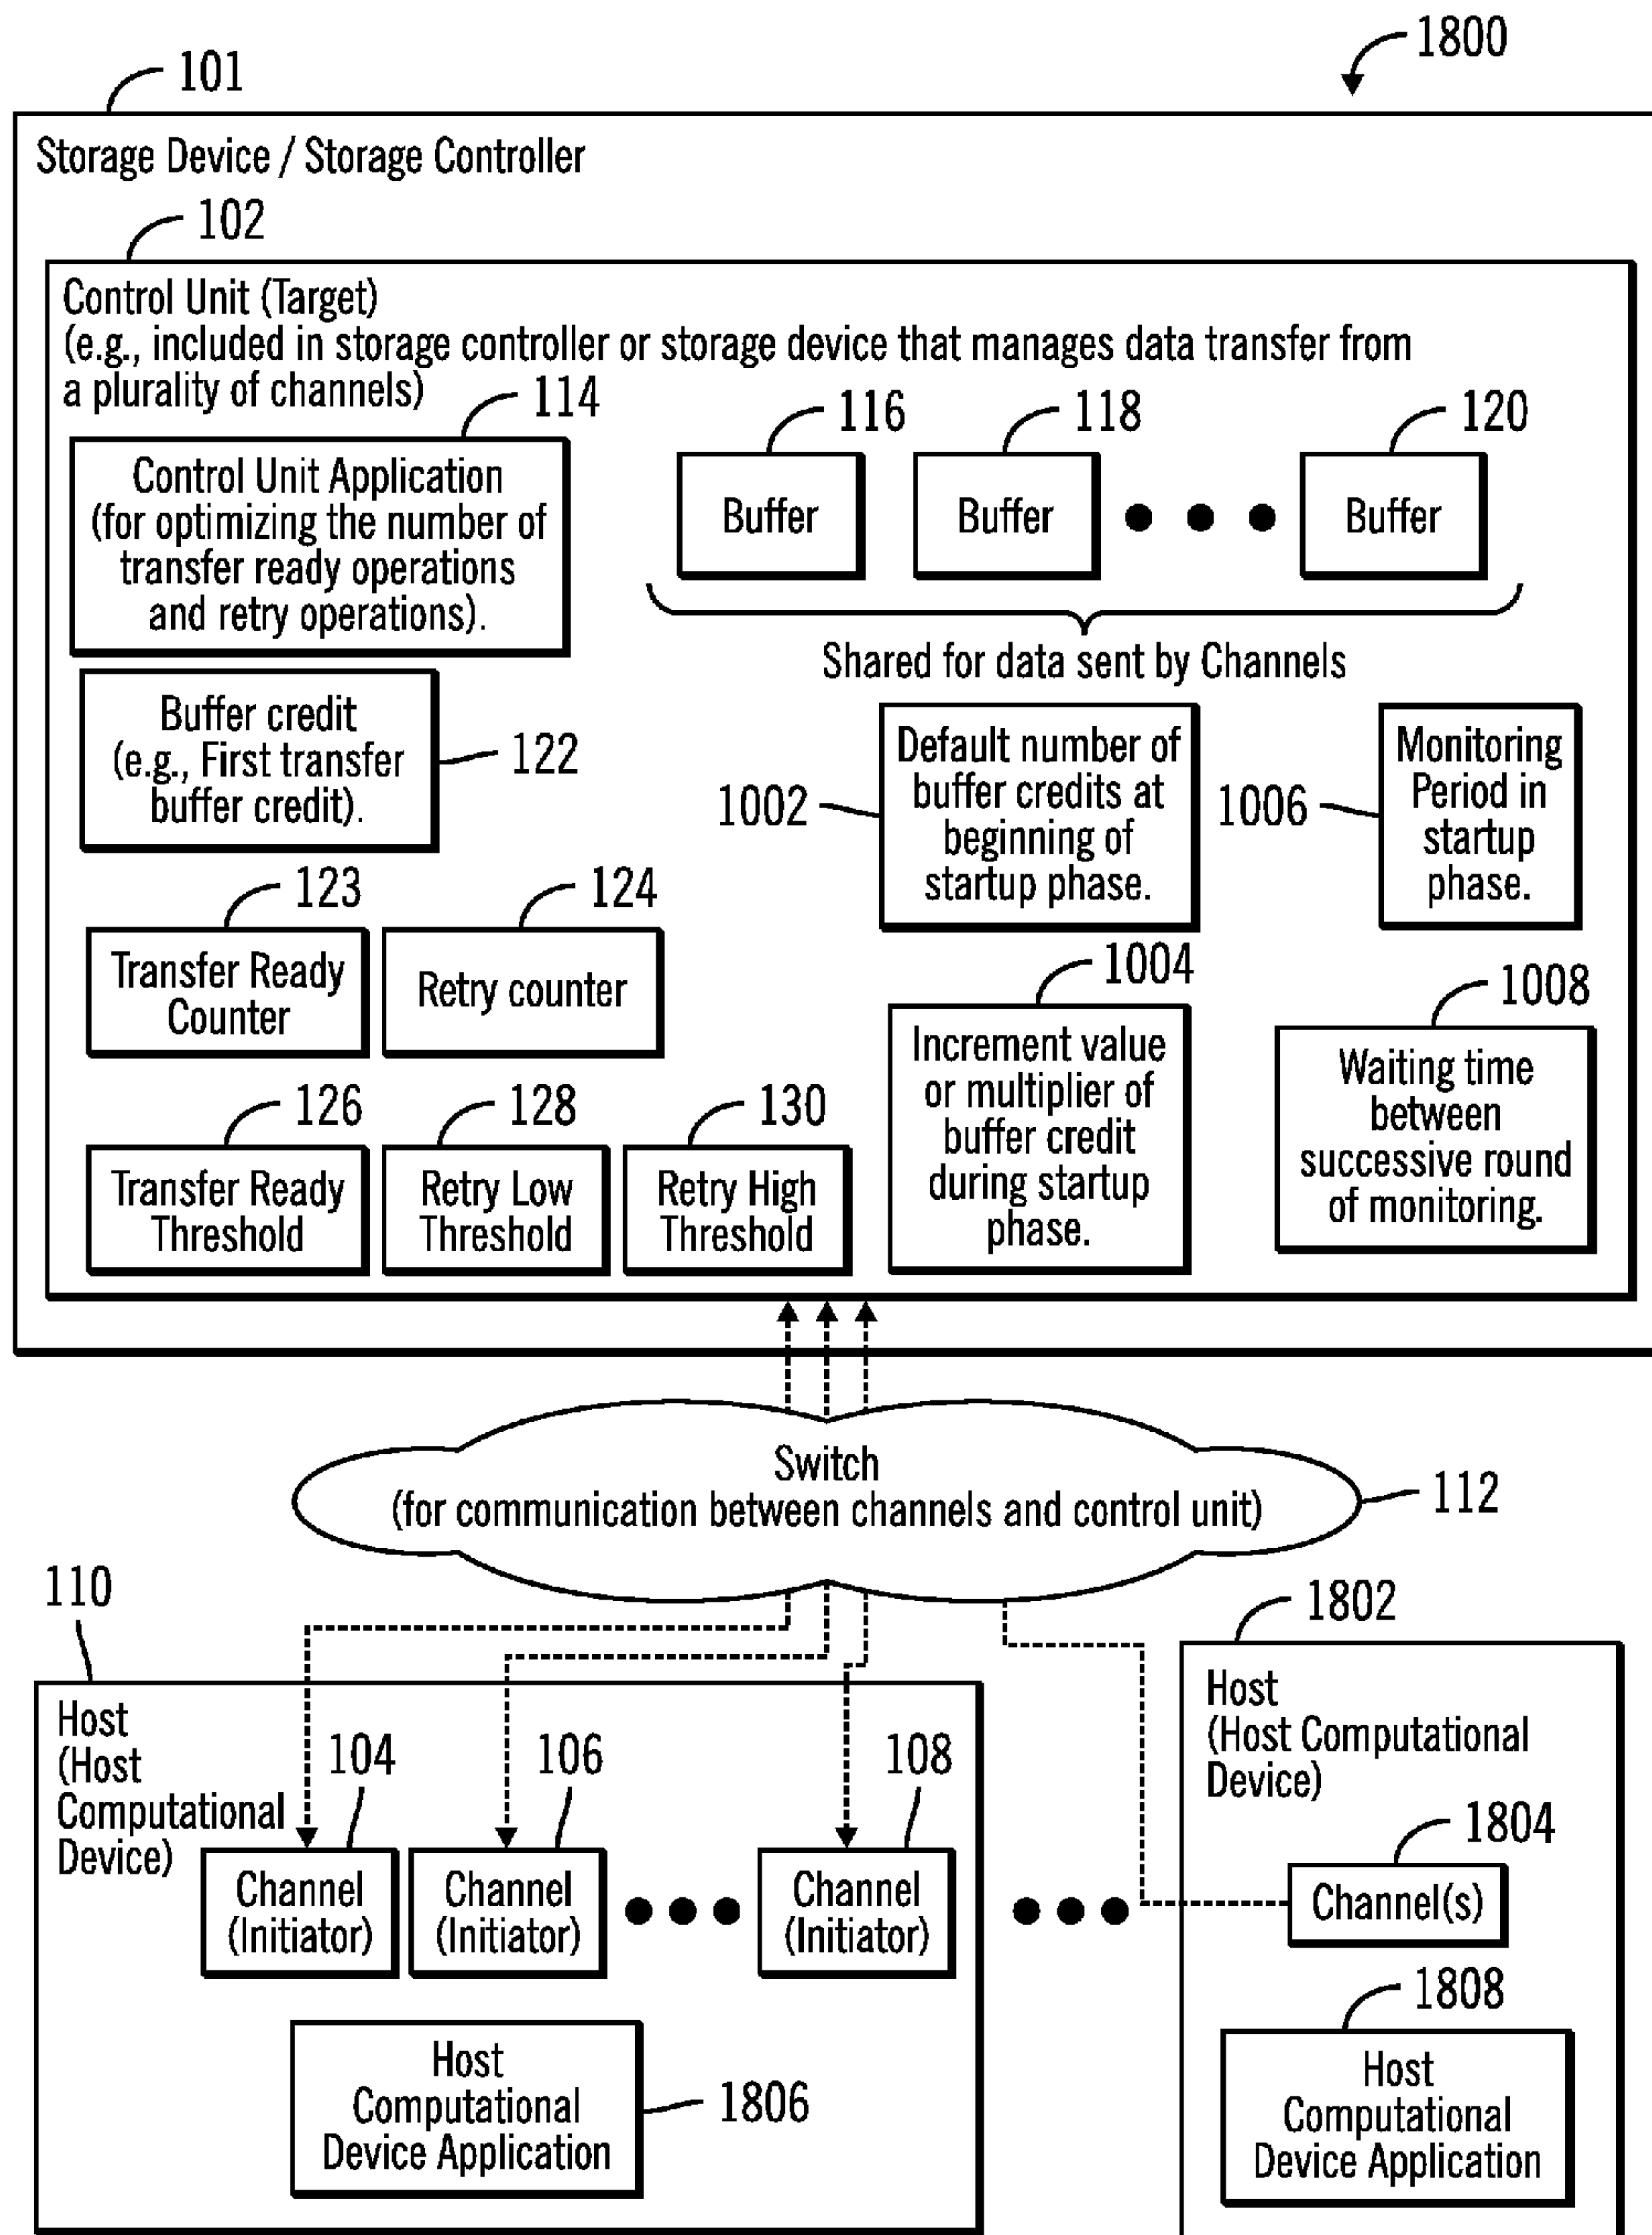 1800
101
Storage Device / Storage Controller
102
Control Unit (Target)
(e.g., included in storage controller or storage device that manages data transfer from
a plurality of channels)
114
Control Unit Application
(for optimizing the number of
transfer ready operations
and retry operations).
116
Buffer
118
Buffer
120
Buffer
Shared for data sent by Channels
Buffer credit
(e.g., First transfer
buffer credit).
122
1002
Default number of
buffer credits at
beginning of
startup phase.
1006
Monitoring
Period in
startup
phase.
123
Transfer Ready
Counter
124
Retry counter
1004
Increment value
or multiplier of
buffer credit
during startup
phase.
1008
Waiting time
between
successive round
of monitoring.
126
Transfer Ready
Threshold
128
Retry Low
Threshold
130
Retry High
Threshold
Switch
(for communication between channels and control unit)
112
110
Host
(Host
Computational
Device)
104
Channel
(Initiator)
106
Channel
(Initiator)
108
Channel
(Initiator)
Host
Computational
Device Application
1806
1802
Host
(Host Computational
Device)
1804
Channel(s)
1808
Host
Computational
Device Application